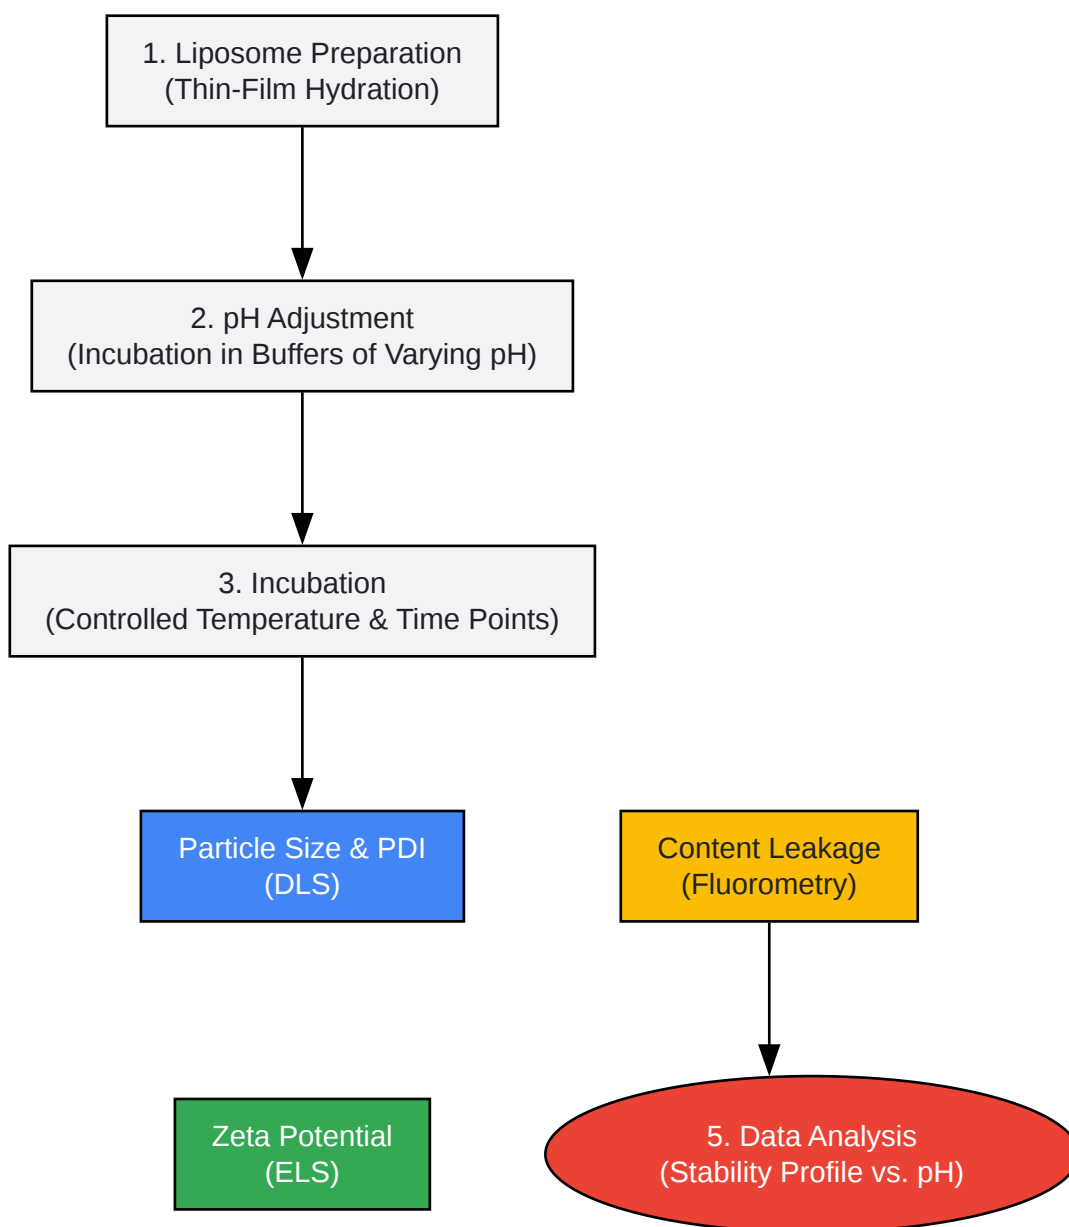 1. Liposome Preparation
(Thin-Film Hydration)
2. pH Adjustment
(Incubation in Buffers of Varying pH)
3. Incubation
(Controlled Temperature & Time Points)
Particle Size & PDI
(DLS)
Content Leakage
(Fluorometry)
Zeta Potential
(ELS)
5. Data Analysis
(Stability Profile vs. pH)